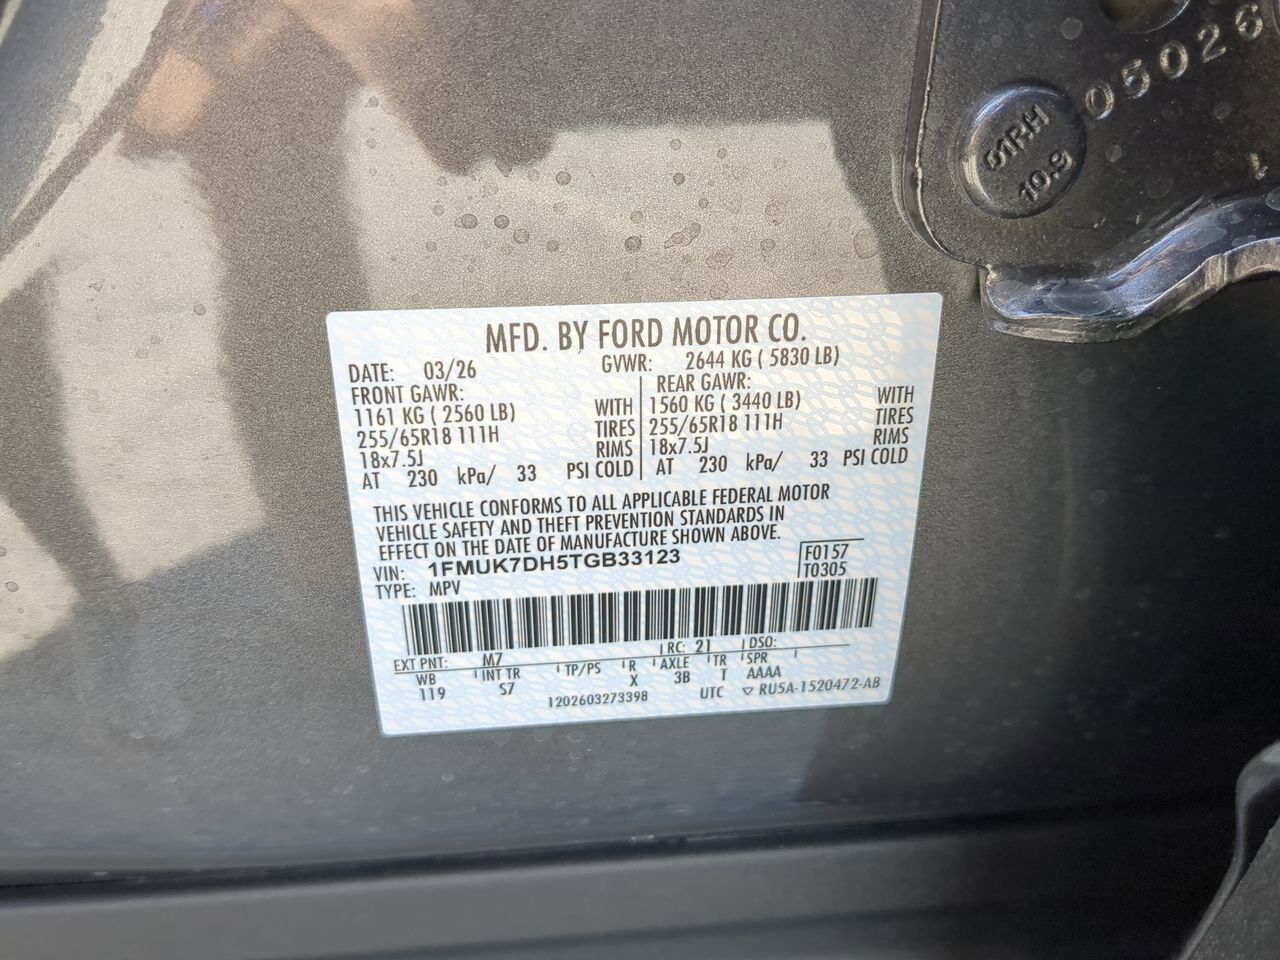 05026
01RH
10.9
1
MFD. BY FORD MOTOR CO.
DATE: 03/26 GVWR: 2644 KG ( 5830 LB)
FRONT GAWR: REAR GAWR:
1161 KG ( 2560 LB) WITH 1560 KG ( 3440 LB) WITH
255/65R18 111H TIRES 255/65R18 111H TIRES
18x7.5J RIMS 18x7.5J RIMS
AT 230 kPa/ 33 PSI COLD AT 230 kPa/ 33 PSI COLD
THIS VEHICLE CONFORMS TO ALL APPLICABLE FEDERAL MOTOR
VEHICLE SAFETY AND THEFT PREVENTION STANDARDS IN
EFFECT ON THE DATE OF MANUFACTURE SHOWN ABOVE.
VIN: 1FMUK7DH5TGB33123 F0157
TYPE: MPV T0305
EXT PNT: M7 RC: 21 DSO:
WB INT TR TP/PS R AXLE TR SPR
119 S7 X 3B T AAAA
1202603273398 UTC ▽ RU5A-1520472-AB